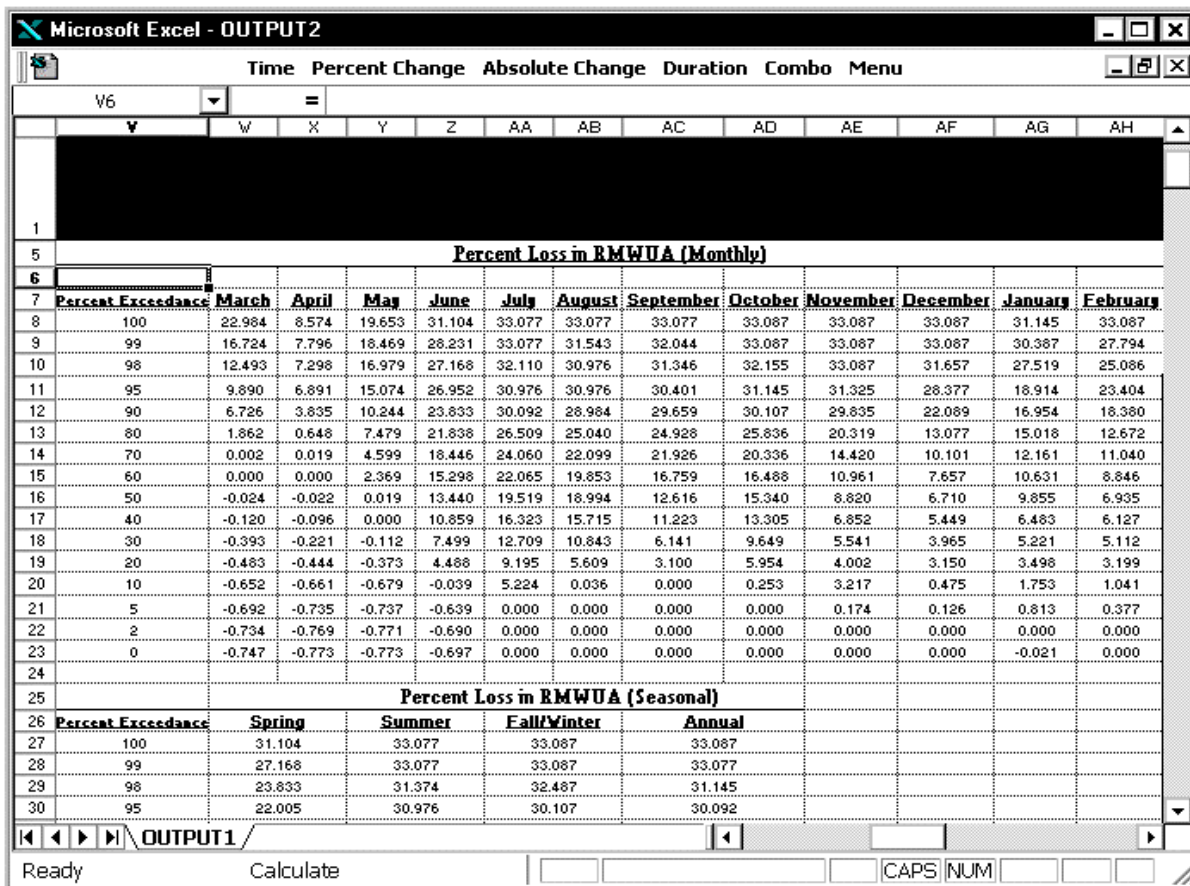 Microsoft Excel - OUTPUT2
Time Percent Change Absolute Change Duration Combo Menu
V6 =
V W X Y Z AA AB AC AD AE AF AG AH
1
5 Percent Loss in RMWUA (Monthly)
6
7 Percent Exceedance March April May June July August September October November December January February
8 100 22.984 8.574 19.653 31.104 33.077 33.077 33.077 33.087 33.087 33.087 31.145 33.087
9 99 16.724 7.796 18.469 28.231 33.077 31.543 32.044 33.087 33.087 33.087 30.387 27.794
10 98 12.493 7.298 16.979 27.168 32.110 30.976 31.346 32.155 33.087 31.657 27.519 25.086
11 95 9.890 6.891 15.074 26.952 30.976 30.976 30.401 31.145 31.325 28.377 18.914 23.404
12 90 6.726 3.835 10.244 23.833 30.092 28.984 29.659 30.107 29.835 22.089 16.954 18.380
13 80 1.862 0.648 7.479 21.838 26.509 25.040 24.928 25.836 20.319 13.077 15.018 12.672
14 70 0.002 0.019 4.599 18.446 24.060 22.099 21.926 20.336 14.420 10.101 12.161 11.040
15 60 0.000 0.000 2.369 15.298 22.065 19.853 16.759 16.488 10.961 7.657 10.631 8.846
16 50 -0.024 -0.022 0.019 13.440 19.519 18.994 12.616 15.340 8.820 6.710 9.855 6.935
17 40 -0.120 -0.096 0.000 10.859 16.323 15.715 11.223 13.305 6.852 5.449 6.483 6.127
18 30 -0.393 -0.221 -0.112 7.499 12.709 10.843 6.141 9.649 5.541 3.965 5.221 5.112
19 20 -0.483 -0.444 -0.373 4.488 9.195 5.609 3.100 5.954 4.002 3.150 3.498 3.199
20 10 -0.652 -0.661 -0.679 -0.039 5.224 0.036 0.000 0.253 3.217 0.475 1.753 1.041
21 5 -0.692 -0.735 -0.737 -0.639 0.000 0.000 0.000 0.000 0.174 0.126 0.813 0.377
22 2 -0.734 -0.769 -0.771 -0.690 0.000 0.000 0.000 0.000 0.000 0.000 0.000 0.000
23 0 -0.747 -0.773 -0.773 -0.697 0.000 0.000 0.000 0.000 0.000 0.000 -0.021 0.000
24
25 Percent Loss in RMWUA (Seasonal)
26 Percent Exceedance Spring Summer Fall/Winter Annual
27 100 31.104 33.077 33.087 33.087
28 99 27.168 33.077 33.087 33.077
29 98 23.833 31.374 32.487 31.145
30 95 22.005 30.976 30.107 30.092
OUTPUT1
Ready Calculate CAPS NUM